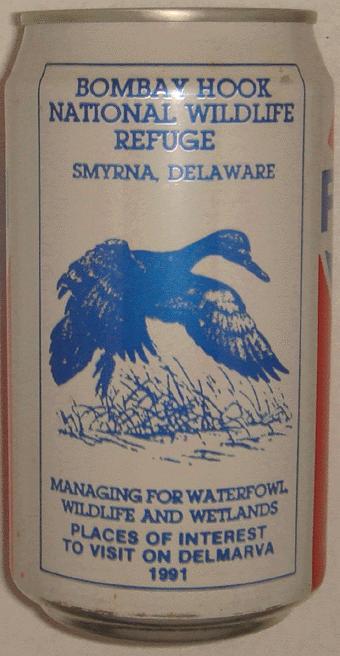 BOMBAY HOOK
NATIONAL WILDLIFE
REFUGE
SMYRNA, DELAWARE
MANAGING FOR WATERFOWL
WILDLIFE AND WETLANDS
PLACES OF INTEREST
TO VISIT ON DELMARVA
1991